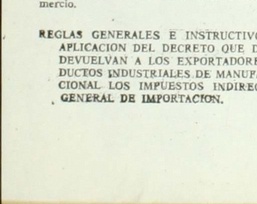 mercio.
REGLAS GENERALES E INSTRUCTIV
APLICACION DEL DECRETO QUE D
DEVUELVAN A LOS EXPORTADORE
DUCTOS INDUSTRIALES DE MANUF
CIONAL LOS IMPUESTOS INDIREC
GENERAL DE IMPORTACION.